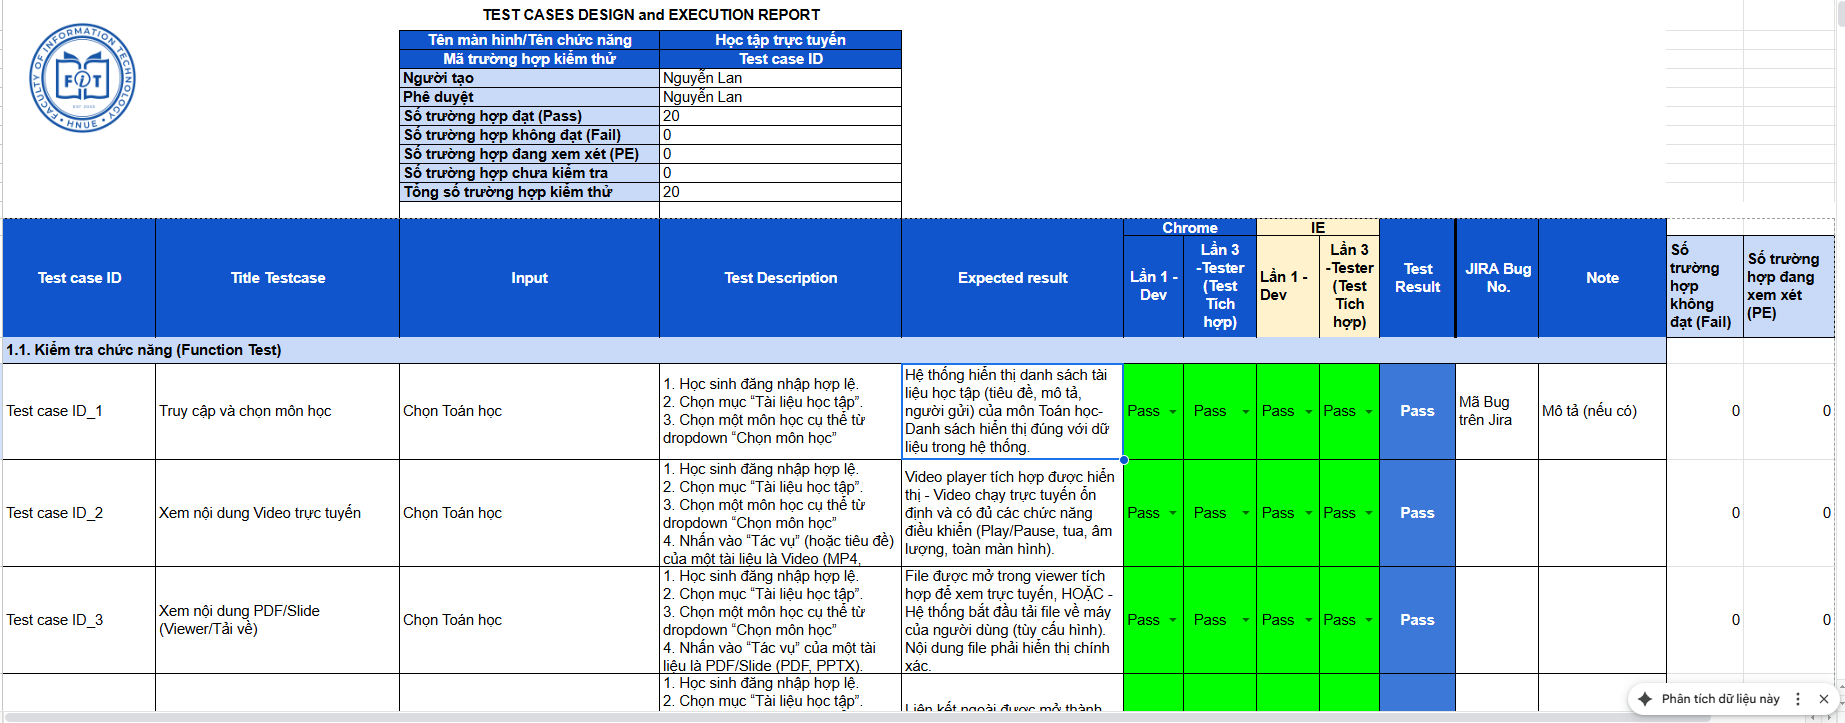 TEST CASES DESIGN and EXECUTION REPORT
FACULTY OF INFORMATION TECHNOLOGY
FIT
HNUE
Tên màn hình/Tên chức năng Học tập trực tuyến
Mã trường hợp kiểm thử Test case ID
Người tạo Nguyễn Lan
Phê duyệt Nguyễn Lan
Số trường hợp đạt (Pass) 20
Số trường hợp không đạt (Fail) 0
Số trường hợp đang xem xét (PE) 0
Số trường hợp chưa kiểm tra 0
Tổng số trường hợp kiểm thử 20
Test case ID
Title Testcase
Input
Test Description
Expected result
Chrome
Lần 1 -
Dev
Lần 3
-Tester
(Test
Tích
hợp)
IE
Lần 1 -
Dev
Lần 3
-Tester
(Test
Tích
hợp)
Test
Result
JIRA Bug
No.
Note
Số
trường
hợp
không
đạt (Fail)
Số trường
hợp đang
xem xét
(PE)
1.1. Kiểm tra chức năng (Function Test)
Test case ID_1
Truy cập và chọn môn học
Chọn Toán học
1. Học sinh đăng nhập hợp lệ.
2. Chọn mục “Tài liệu học tập”.
3. Chọn một môn học cụ thể từ
dropdown “Chọn môn học”
Hệ thống hiển thị danh sách tài
liệu học tập (tiêu đề, mô tả,
người gửi) của môn Toán học-
Danh sách hiển thị đúng với dữ
liệu trong hệ thống.
Pass Pass Pass Pass Pass
Mã Bug
trên Jira
Mô tả (nếu có)
0 0
Test case ID_2
Xem nội dung Video trực tuyến
Chọn Toán học
1. Học sinh đăng nhập hợp lệ.
2. Chọn mục “Tài liệu học tập”.
3. Chọn một môn học cụ thể từ
dropdown “Chọn môn học”
4. Nhấn vào “Tác vụ” (hoặc tiêu đề)
của một tài liệu là Video (MP4,
Video player tích hợp được hiển
thị - Video chạy trực tuyến ổn
định và có đủ các chức năng
điều khiển (Play/Pause, tua, âm
lượng, toàn màn hình).
Pass Pass Pass Pass Pass
0 0
Test case ID_3
Xem nội dung PDF/Slide
(Viewer/Tải về)
Chọn Toán học
1. Học sinh đăng nhập hợp lệ.
2. Chọn mục “Tài liệu học tập”.
3. Chọn một môn học cụ thể từ
dropdown “Chọn môn học”
4. Nhấn vào “Tác vụ” của một tài
liệu là PDF/Slide (PDF, PPTX).
File được mở trong viewer tích
hợp để xem trực tuyến, HOẶC -
Hệ thống bắt đầu tải file về máy
của người dùng (tùy cấu hình).
Nội dung file phải hiển thị chính
xác.
Pass Pass Pass Pass Pass
0 0
1. Học sinh đăng nhập hợp lệ.
2. Chọn mục “Tài liệu học tập”.
Liên kết ngoài được mở thành
Phân tích dữ liệu này